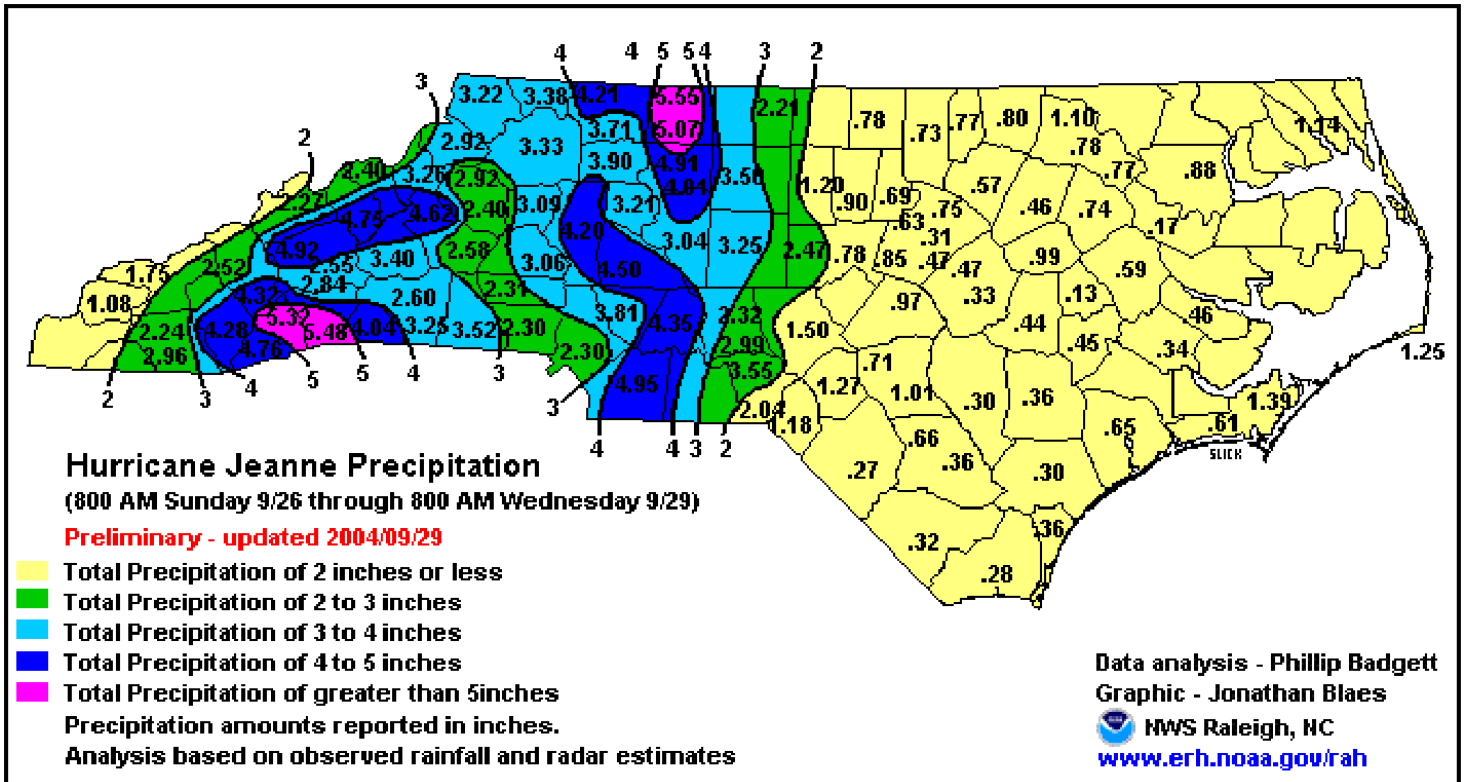 4 4 5 5 4 3 2
3
2
3.22 3.38 4.21 5.55 2.21
.78 .73 .77 .80 1.10 1.14
2.92 3.33 3.71 5.07 .78
2.40 3.26 2.92 3.90 4.91 3.56 .77 .88
4.04 1.20 .90 .69 .57
2.27 4.75 4.62 2.40 3.09 3.21 .63 .75 .46 .74 .17
4.92 2.58 4.20 3.04 3.25 2.47 .31
2.52 2.55 3.40 3.06 4.50 .78 .85 .47 .47 .99 .59
1.75 2.84 2.31
1.08 4.32 2.60 .97 .33 .13
5.32 3.81 4.35 2.32 .44 .46
2.24 4.28 5.48 4.04 3.25 3.52 2.30 1.50 .45
2.96 4.76 2.30 2.99 .71 .34 1.25
3.55 1.27 1.01
2 3 4 5 5 4 3 3 4.95 2.04 1.18 .30 .36 .65 1.39
.61
4 4 3 2 .66 .36 .30 SLICK
.27
.32 .36
.28
Hurricane Jeanne Precipitation
(800 AM Sunday 9/26 through 800 AM Wednesday 9/29)
Preliminary - updated 2004/09/29
Total Precipitation of 2 inches or less
Total Precipitation of 2 to 3 inches
Total Precipitation of 3 to 4 inches
Total Precipitation of 4 to 5 inches
Total Precipitation of greater than 5inches
Precipitation amounts reported in inches.
Analysis based on observed rainfall and radar estimates
Data analysis - Phillip Badgett
Graphic - Jonathan Blaes
NWS Raleigh, NC
www.erh.noaa.gov/rah